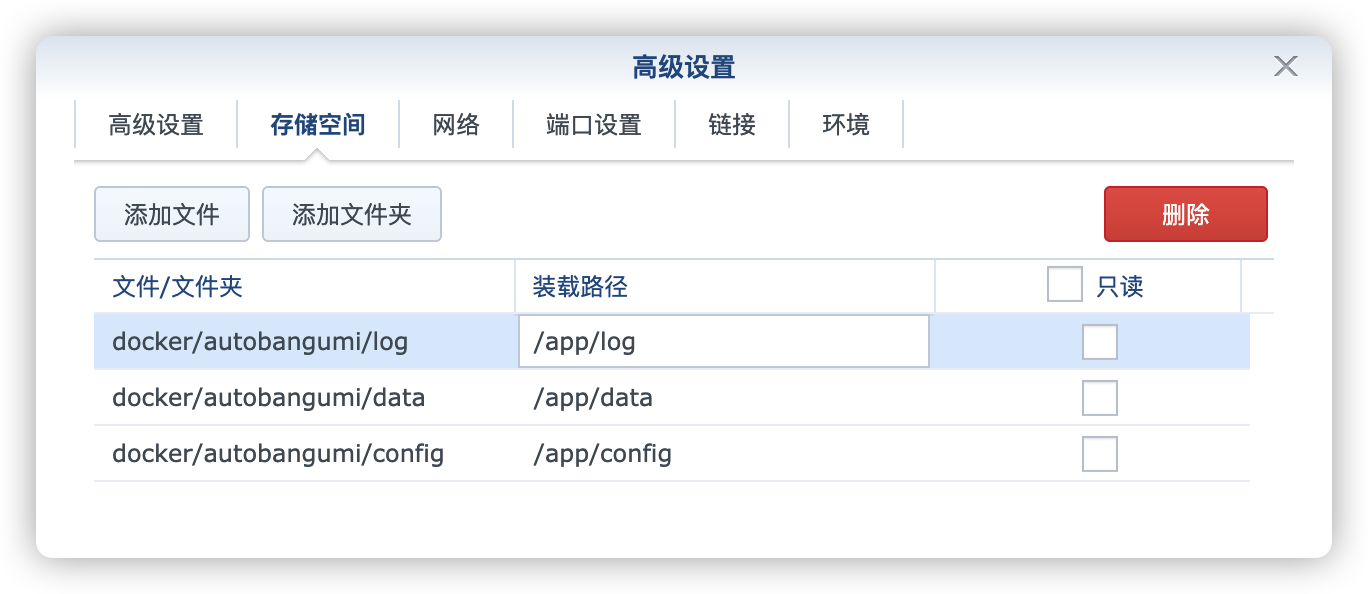 高级设置
高级设置 存储空间 网络 端口设置 链接 环境
添加文件 添加文件夹 删除
文件/文件夹 装载路径 只读
docker/autobangumi/log /app/log
docker/autobangumi/data /app/data
docker/autobangumi/config /app/config